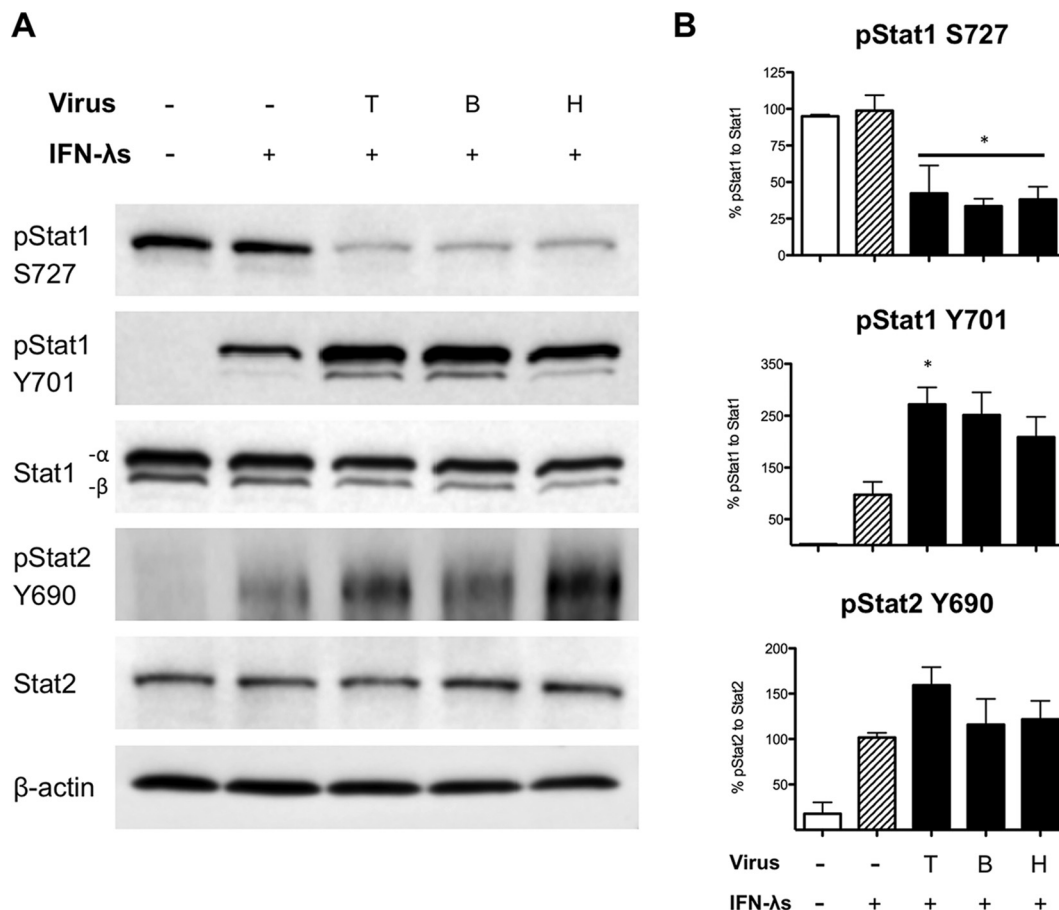 A
Virus - - T B H
IFN-λs - + + + +
pStat1
S727
pStat1
Y701
Stat1 -α
-β
pStat2
Y690
Stat2
β-actin
B
pStat1 S727
% pStat1 to Stat1
125
100
75
50
25
0
*
pStat1 Y701
% pStat1 to Stat1
350
250
150
50
*
pStat2 Y690
% pStat2 to Stat2
200
150
100
50
Virus - - T B H
IFN-λs - + + + +